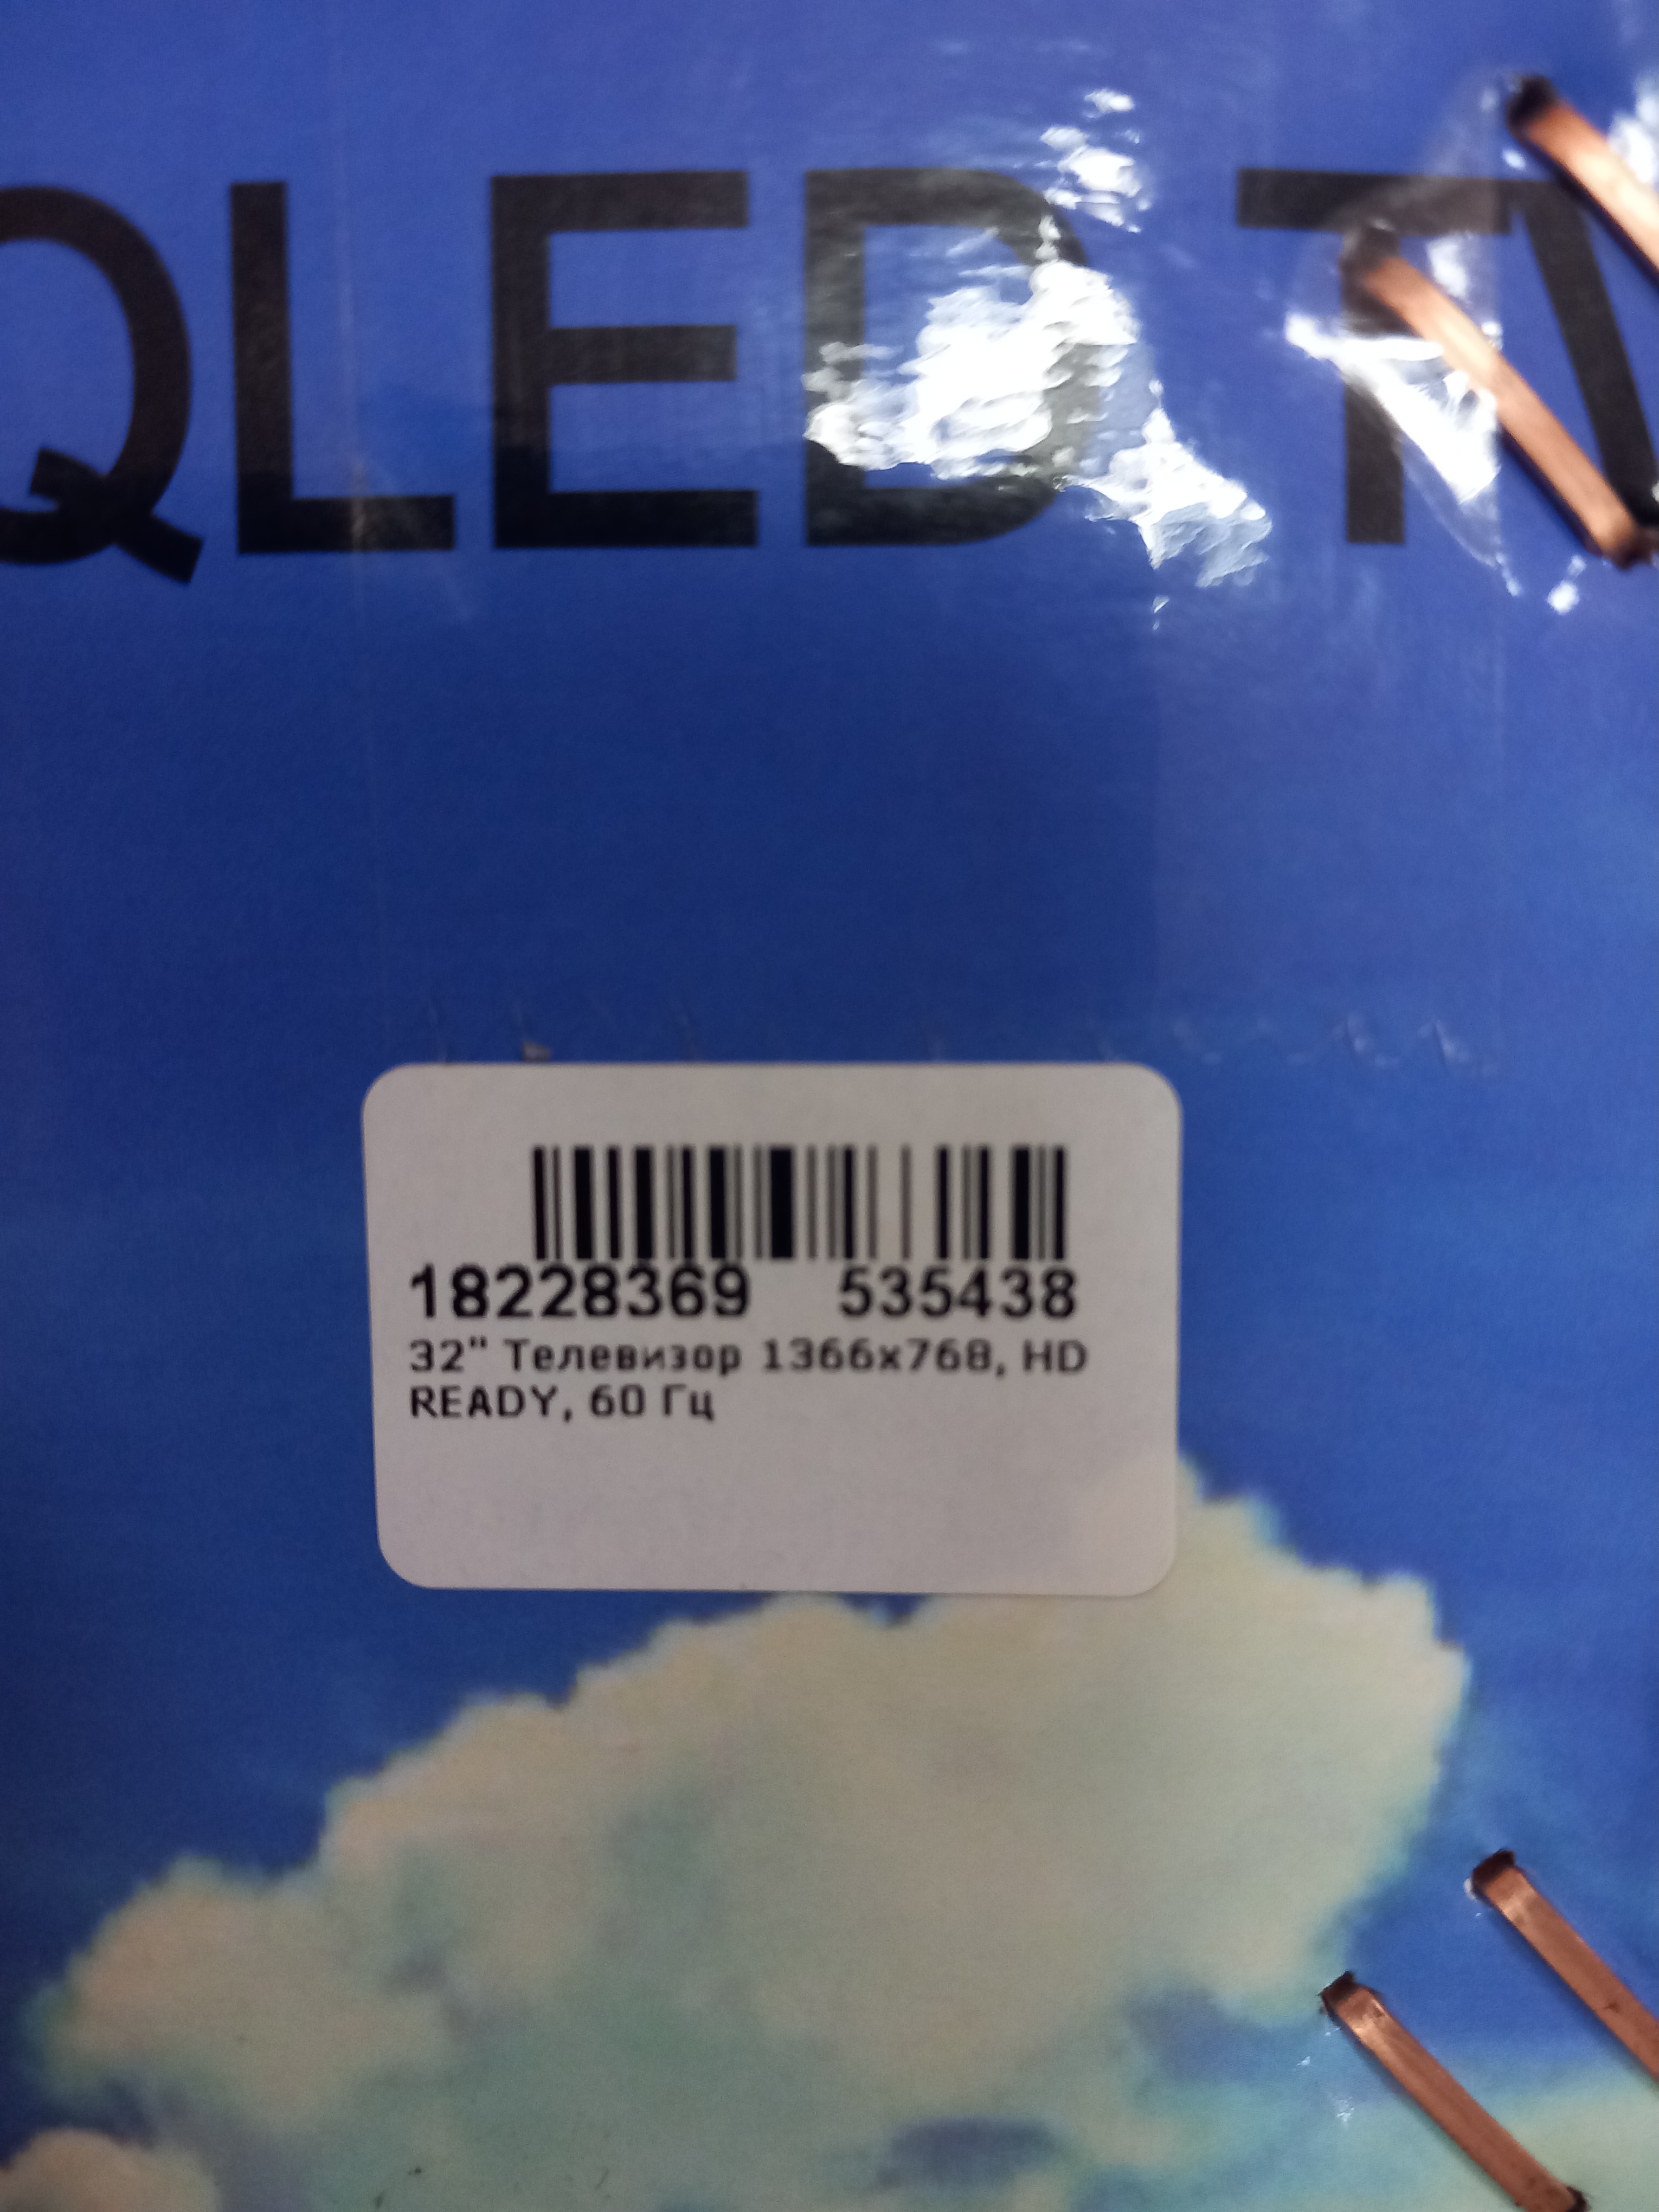 QLED TV
18228369 535438
32" Телевизор 1366x768, HD
READY, 60 Гц